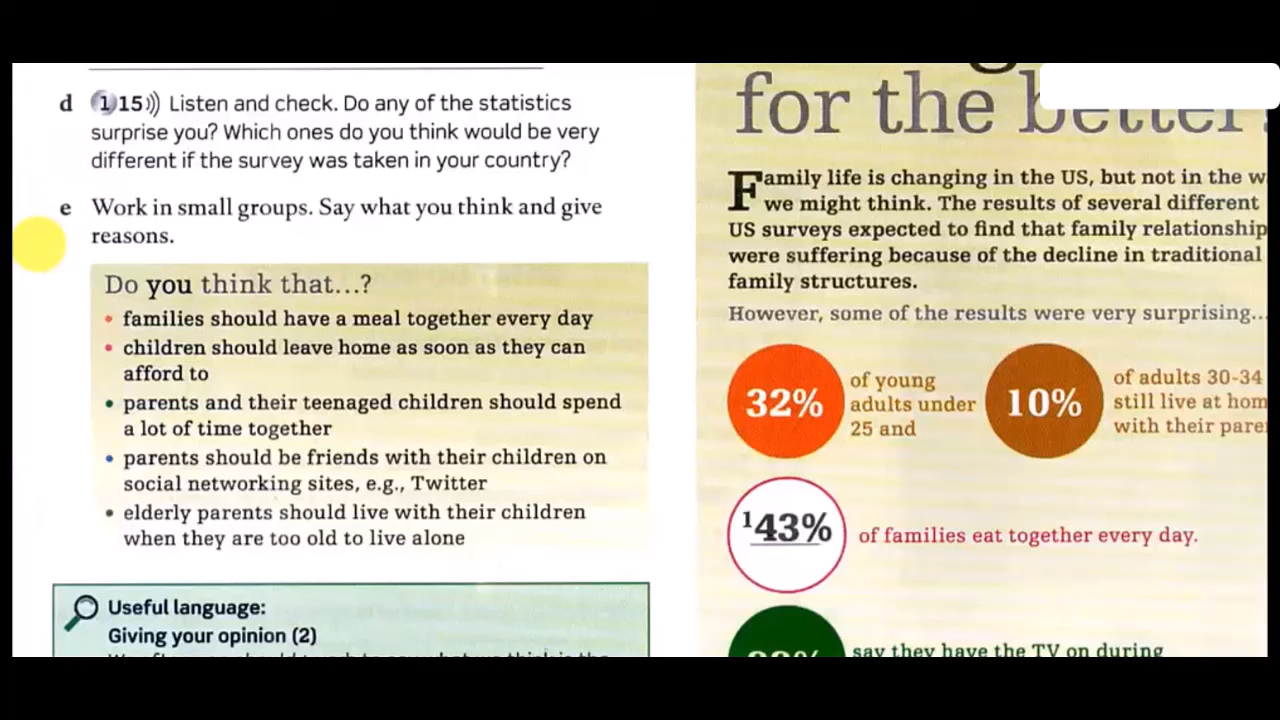 d 1 15 Listen and check. Do any of the statistics
surprise you? Which ones do you think would be very
different if the survey was taken in your country?
e Work in small groups. Say what you think and give
reasons.
Do you think that...?
• families should have a meal together every day
• children should leave home as soon as they can
afford to
• parents and their teenaged children should spend
a lot of time together
• parents should be friends with their children on
social networking sites, e.g., Twitter
• elderly parents should live with their children
when they are too old to live alone
Useful language:
Giving your opinion (2)
for the better
Family life is changing in the US, but not in the
we might think. The results of several different
US surveys expected to find that family relationship
were suffering because of the decline in traditional
family structures.
However, some of the results were very surprising...
32% of young
adults under
25 and
10% of adults 30-34
still live at
with their
1 43% of families eat together every day.
say they have the TV on during